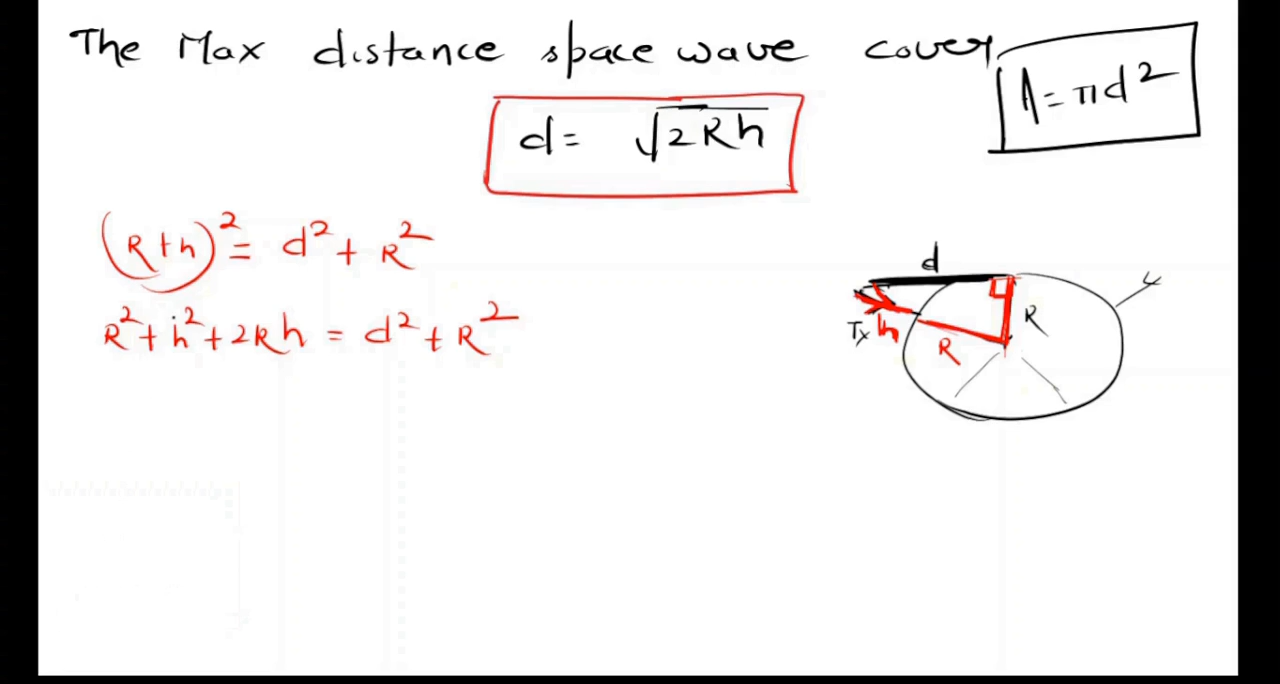 The Max distance space wave cover
A = πd²
d = √2Rh
(R+h)² = d² + R²
R² + h² + 2Rh = d² + R²
d
R
Tx h
R